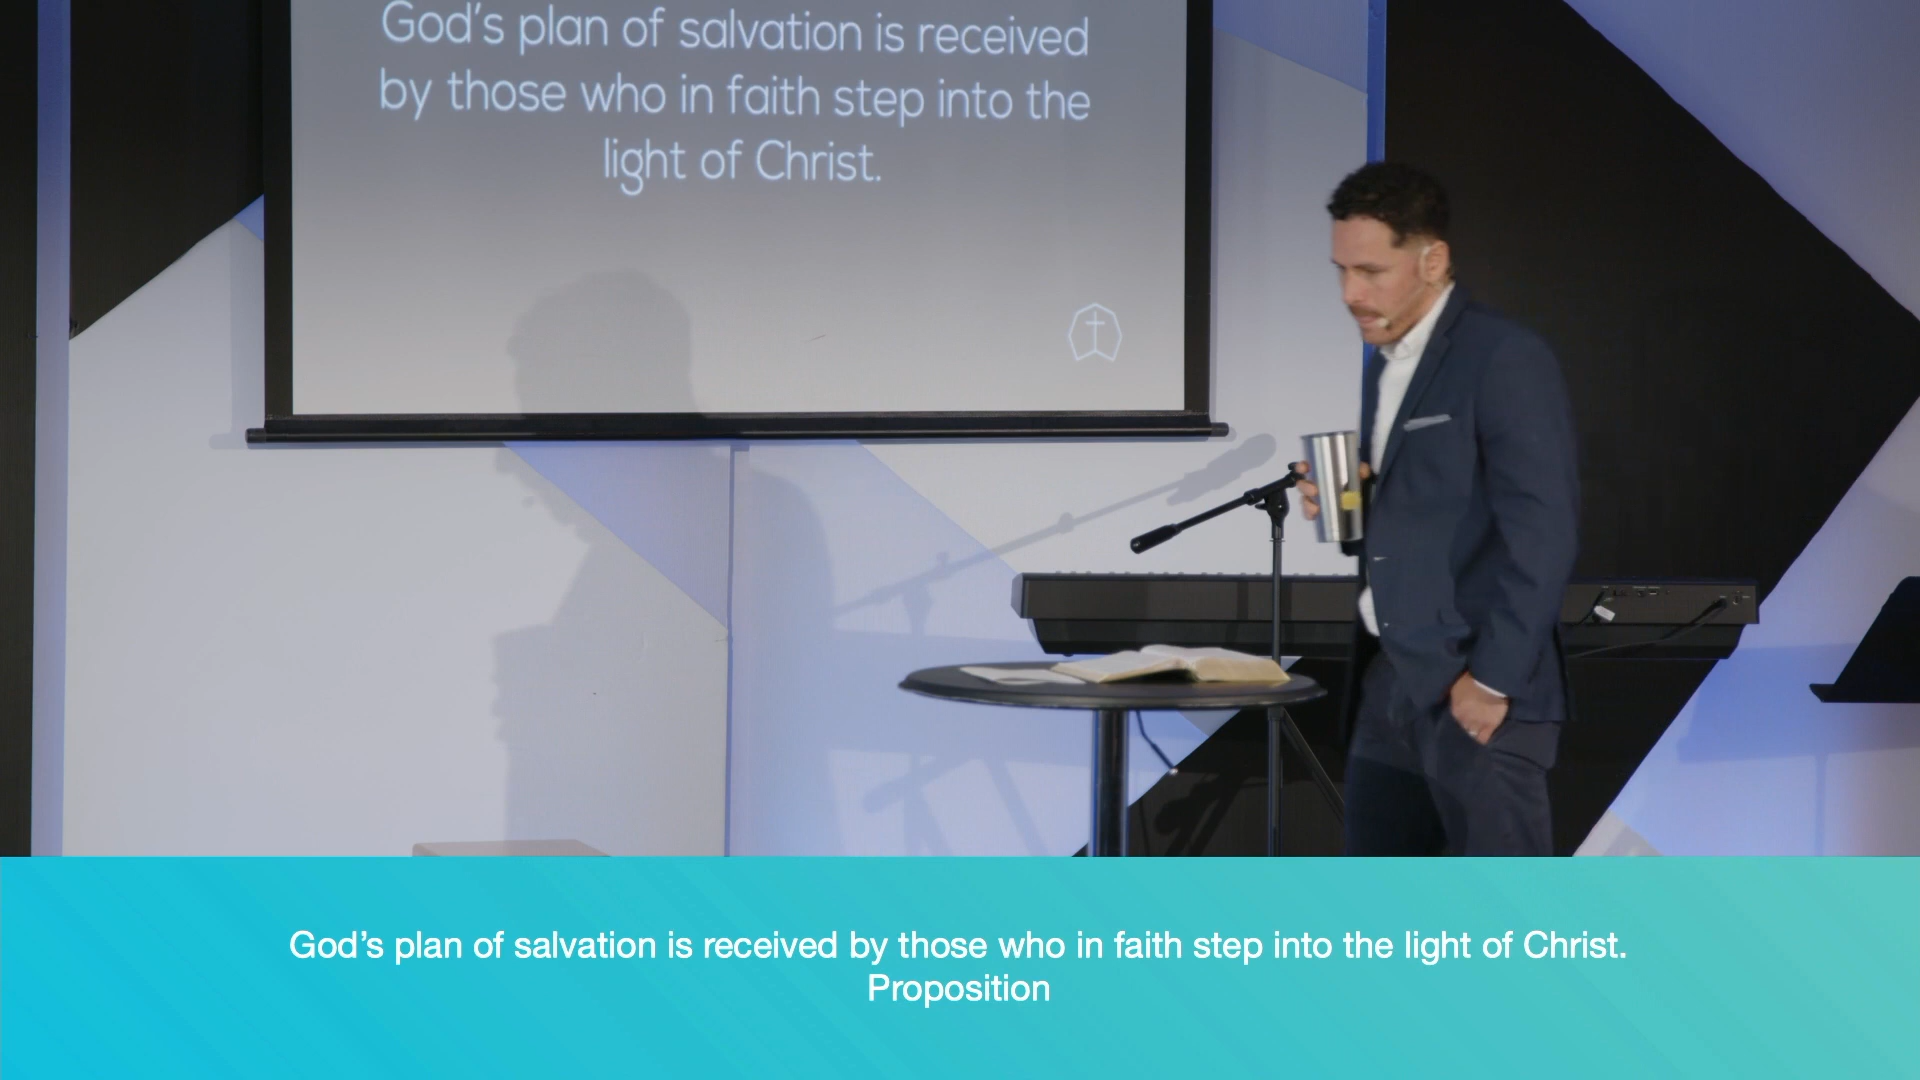 God's plan of salvation is received
by those who in faith step into the
light of Christ.
God's plan of salvation is received by those who in faith step into the light of Christ.
Proposition